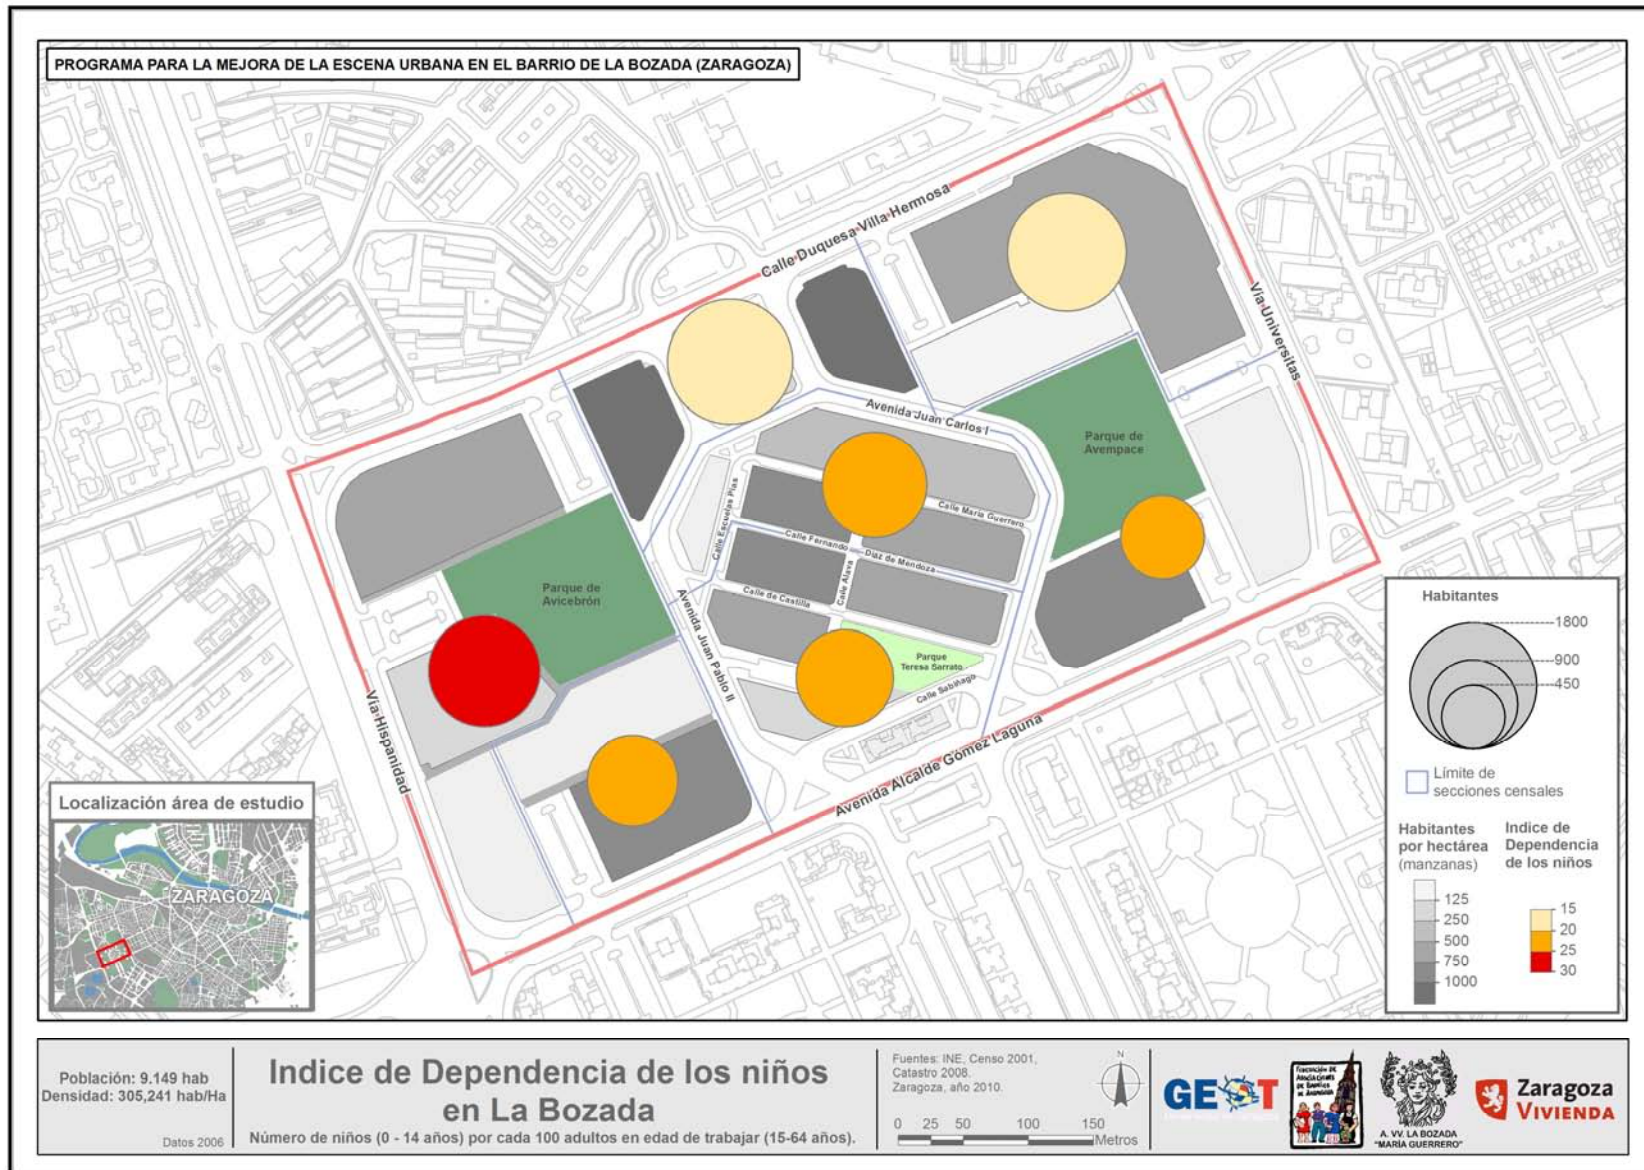 PROGRAMA PARA LA MEJORA DE LA ESCENA URBANA EN EL BARRIO DE LA BOZADA (ZARAGOZA)
Calle Duquesa Villa Hermosa
Vía Universitas
Avenida Juan Carlos I
Parque de
Avempace
Calle Escuelas Pías
Calle María Guerrero
Calle Fernando Díaz de Mendoza
Calle Alava
Calle de Castilla
Parque de
Avicebrón
Avenida Juan Pablo II
Parque
Teresa Sarrato
Calle Sabiñago
Vía Hispanidad
Avenida Alcalde Gómez Laguna
Habitantes
1800
900
450
Límite de
secciones censales
Habitantes
por hectárea
(manzanas)
125
250
500
750
1000
Indice de
Dependencia
de los niños
15
20
25
30
Localización área de estudio
ZARAGOZA
Población: 9.149 hab
Densidad: 305,241 hab/Ha
Datos 2006
Indice de Dependencia de los niños
en La Bozada
Número de niños (0 - 14 años) por cada 100 adultos en edad de trabajar (15-64 años).
Fuentes: INE, Censo 2001,
Catastro 2008.
Zaragoza, año 2010.
N
0 25 50 100 150
Metros
GEOT
FEDERACIÓN DE
ASOCIACIONES
DE BARRIOS
DE ZARAGOZA
A. VV. LA BOZADA
"MARÍA GUERRERO"
Zaragoza
VIVIENDA